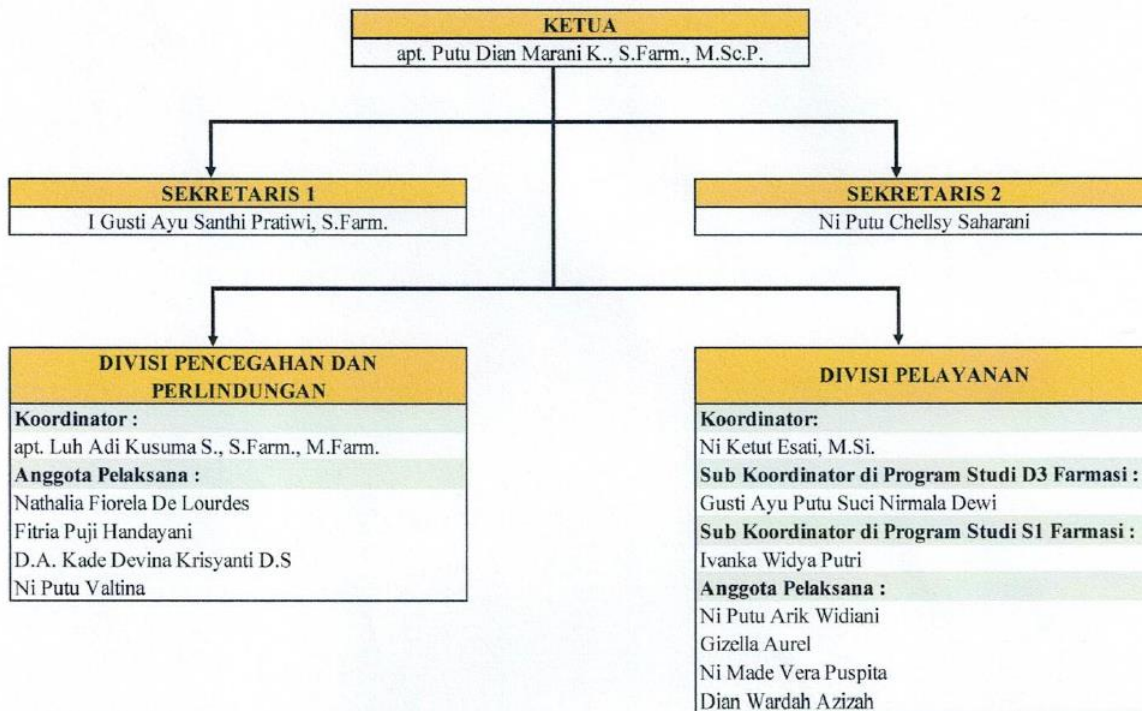 KETUA
apt. Putu Dian Marani K., S.Farm., M.Sc.P.
SEKRETARIS 1
I Gusti Ayu Santhi Pratiwi, S.Farm.
SEKRETARIS 2
Ni Putu Chellsy Saharani
DIVISI PENCEGAHAN DAN
PERLINDUNGAN
Koordinator :
apt. Luh Adi Kusuma S., S.Farm., M.Farm.
Anggota Pelaksana :
Nathalia Fiorela De Lourdes
Fitria Puji Handayani
D.A. Kade Devina Krisyanti D.S
Ni Putu Valtina
DIVISI PELAYANAN
Koordinator:
Ni Ketut Esati, M.Si.
Sub Koordinator di Program Studi D3 Farmasi :
Gusti Ayu Putu Suci Nirmala Dewi
Sub Koordinator di Program Studi S1 Farmasi :
Ivanka Widya Putri
Anggota Pelaksana :
Ni Putu Arik Widiani
Gizella Aurel
Ni Made Vera Puspita
Dian Wardah Azizah